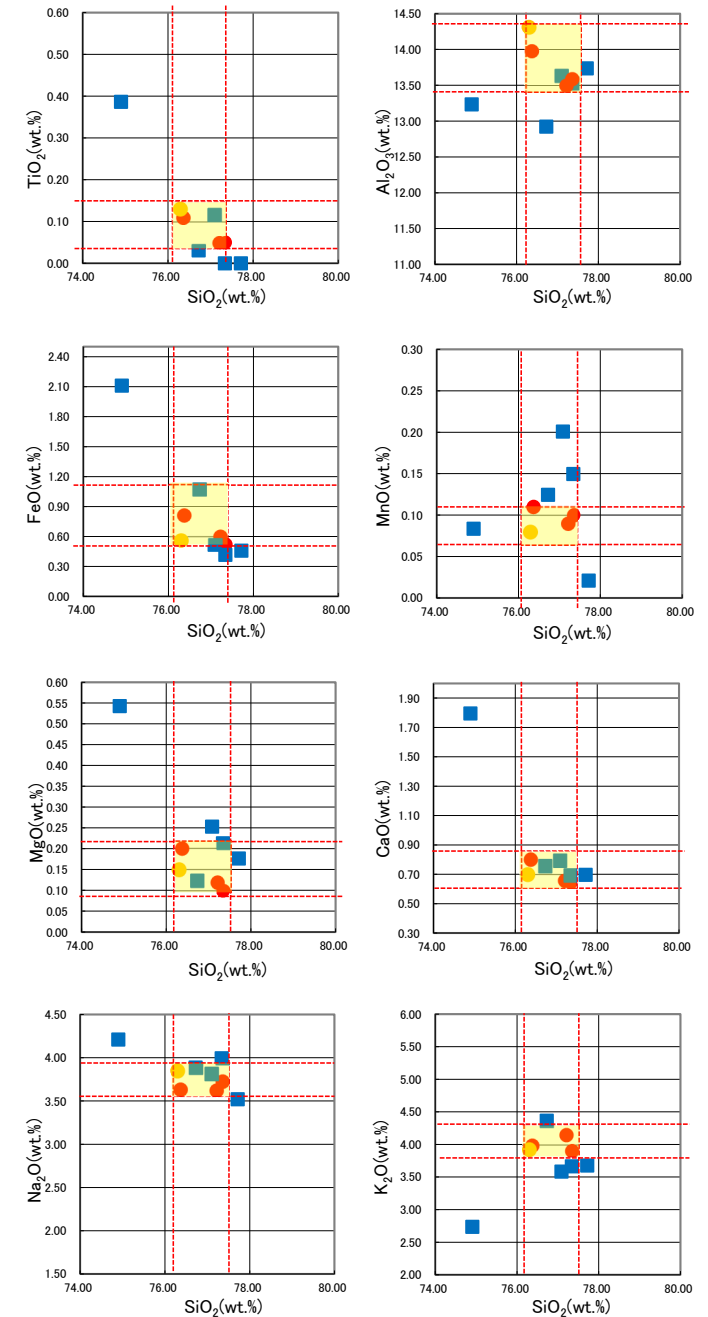 0.60
0.50
0.40
0.30
0.20
0.10
0.00
TiO₂(wt.%)
74.00 76.00 78.00 80.00
SiO₂(wt.%)
14.50
14.00
13.50
13.00
12.50
12.00
11.50
11.00
Al₂O₃(wt.%)
74.00 76.00 78.00 80.00
SiO₂(wt.%)
2.40
2.10
1.80
1.50
1.20
0.90
0.60
0.30
0.00
FeO(wt.%)
74.00 76.00 78.00 80.00
SiO₂(wt.%)
0.30
0.25
0.20
0.15
0.10
0.05
0.00
MnO(wt.%)
74.00 76.00 78.00 80.00
SiO₂(wt.%)
0.60
0.55
0.50
0.45
0.40
0.35
0.30
0.25
0.20
0.15
0.10
0.05
0.00
MgO(wt.%)
74.00 76.00 78.00 80.00
SiO₂(wt.%)
1.90
1.70
1.50
1.30
1.10
0.90
0.70
0.50
0.30
CaO(wt.%)
74.00 76.00 78.00 80.00
SiO₂(wt.%)
4.50
4.00
3.50
3.00
2.50
2.00
1.50
Na₂O(wt.%)
74.00 76.00 78.00 80.00
SiO₂(wt.%)
6.00
5.50
5.00
4.50
4.00
3.50
3.00
2.50
2.00
K₂O(wt.%)
74.00 76.00 78.00 80.00
SiO₂(wt.%)